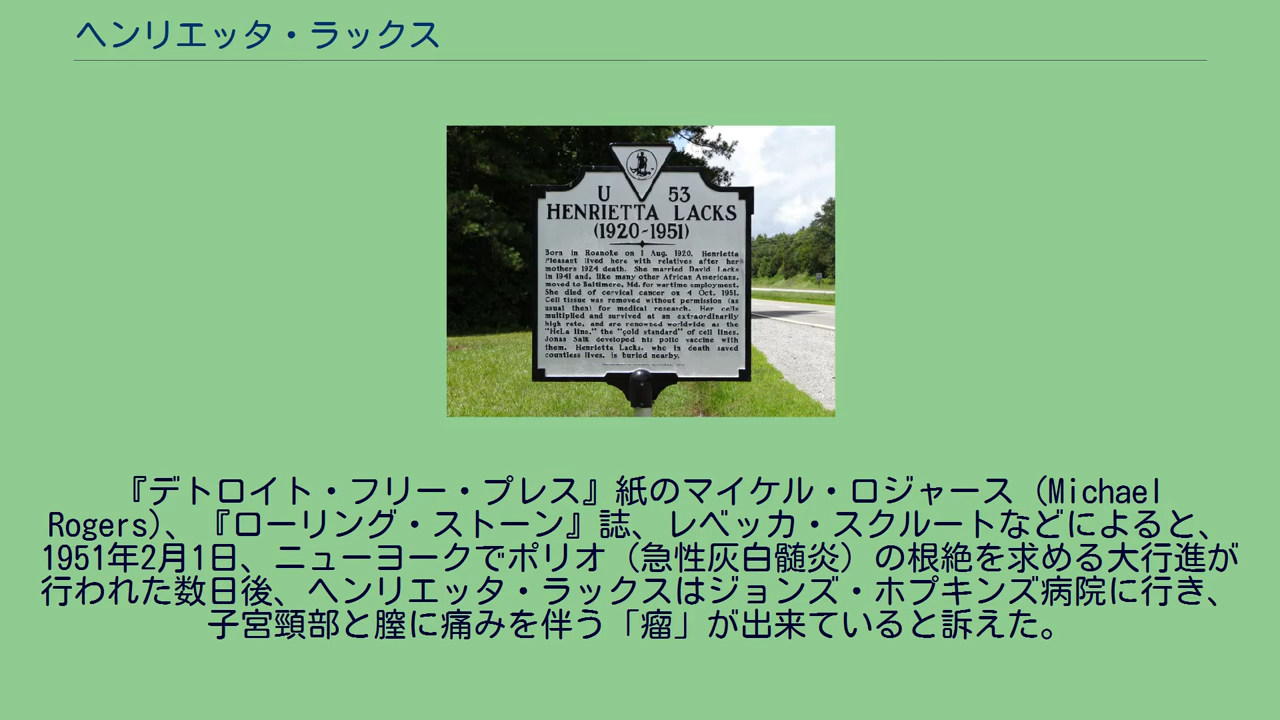 ヘンリエッタ・ラックス
U 53
HENRIETTA LACKS
(1920-1951)
Born in Roanoke on 1 Aug. 1920, Henrietta
Pleasant lived here with relatives after her
mothers 1924 death. She married David Lacks
in 1941 and, like many other African Americans,
moved to Baltimore, Md. for wartime employment.
She died of cervical cancer on 4 Oct. 1951.
Cell tissue was removed without permission (as
usual then) for medical research. Her cells
multiplied and survived at an extraordinarily
high rate, and are renowned worldwide as the
"HeLa line," the "gold standard" of cell lines.
Jonas Salk developed his polio vaccine with
them. Henrietta Lacks, who in death saved
countless lives, is buried nearby.
『デトロイト・フリー・プレス』紙のマイケル・ロジャース (Michael
Rogers)、『ローリング・ストーン』誌、レベッカ・スクルートなどによると、
1951年2月1日、ニューヨークでポリオ（急性灰白髄炎）の根絶を求める大行進が
行われた数日後、ヘンリエッタ・ラックスはジョンズ・ホプキンズ病院に行き、
子宮頸部と膣に痛みを伴う「瘤」が出来ていると訴えた。